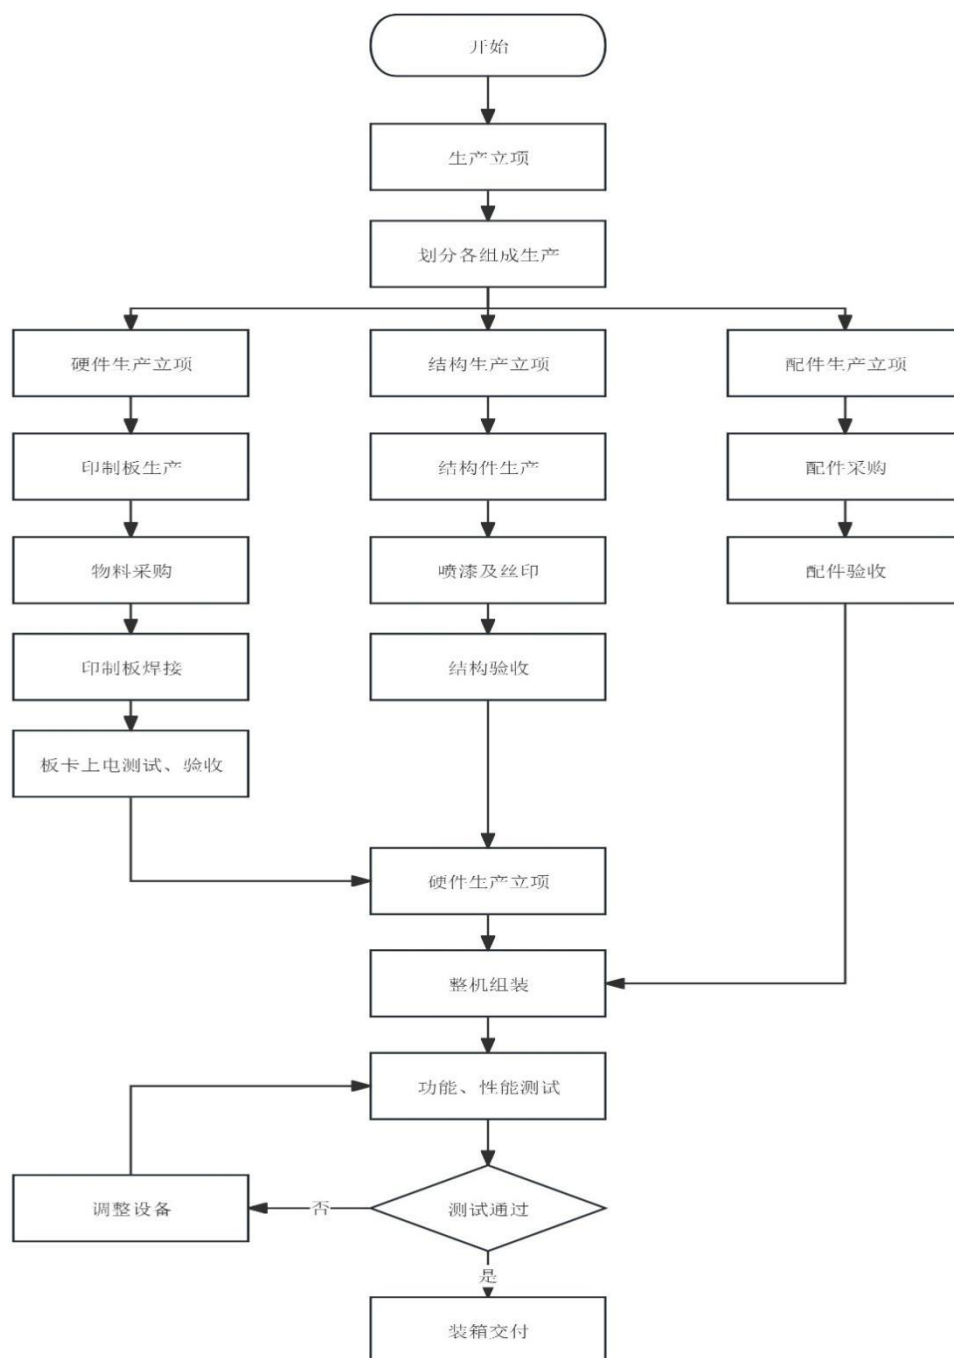 开始
生产立项
划分各组成生产
硬件生产立项
结构生产立项
配件生产立项
印制板生产
结构件生产
配件采购
物料采购
喷漆及丝印
配件验收
印制板焊接
结构验收
板卡上电测试、验收
硬件生产立项
整机组装
功能、性能测试
调整设备
否
测试通过
是
装箱交付